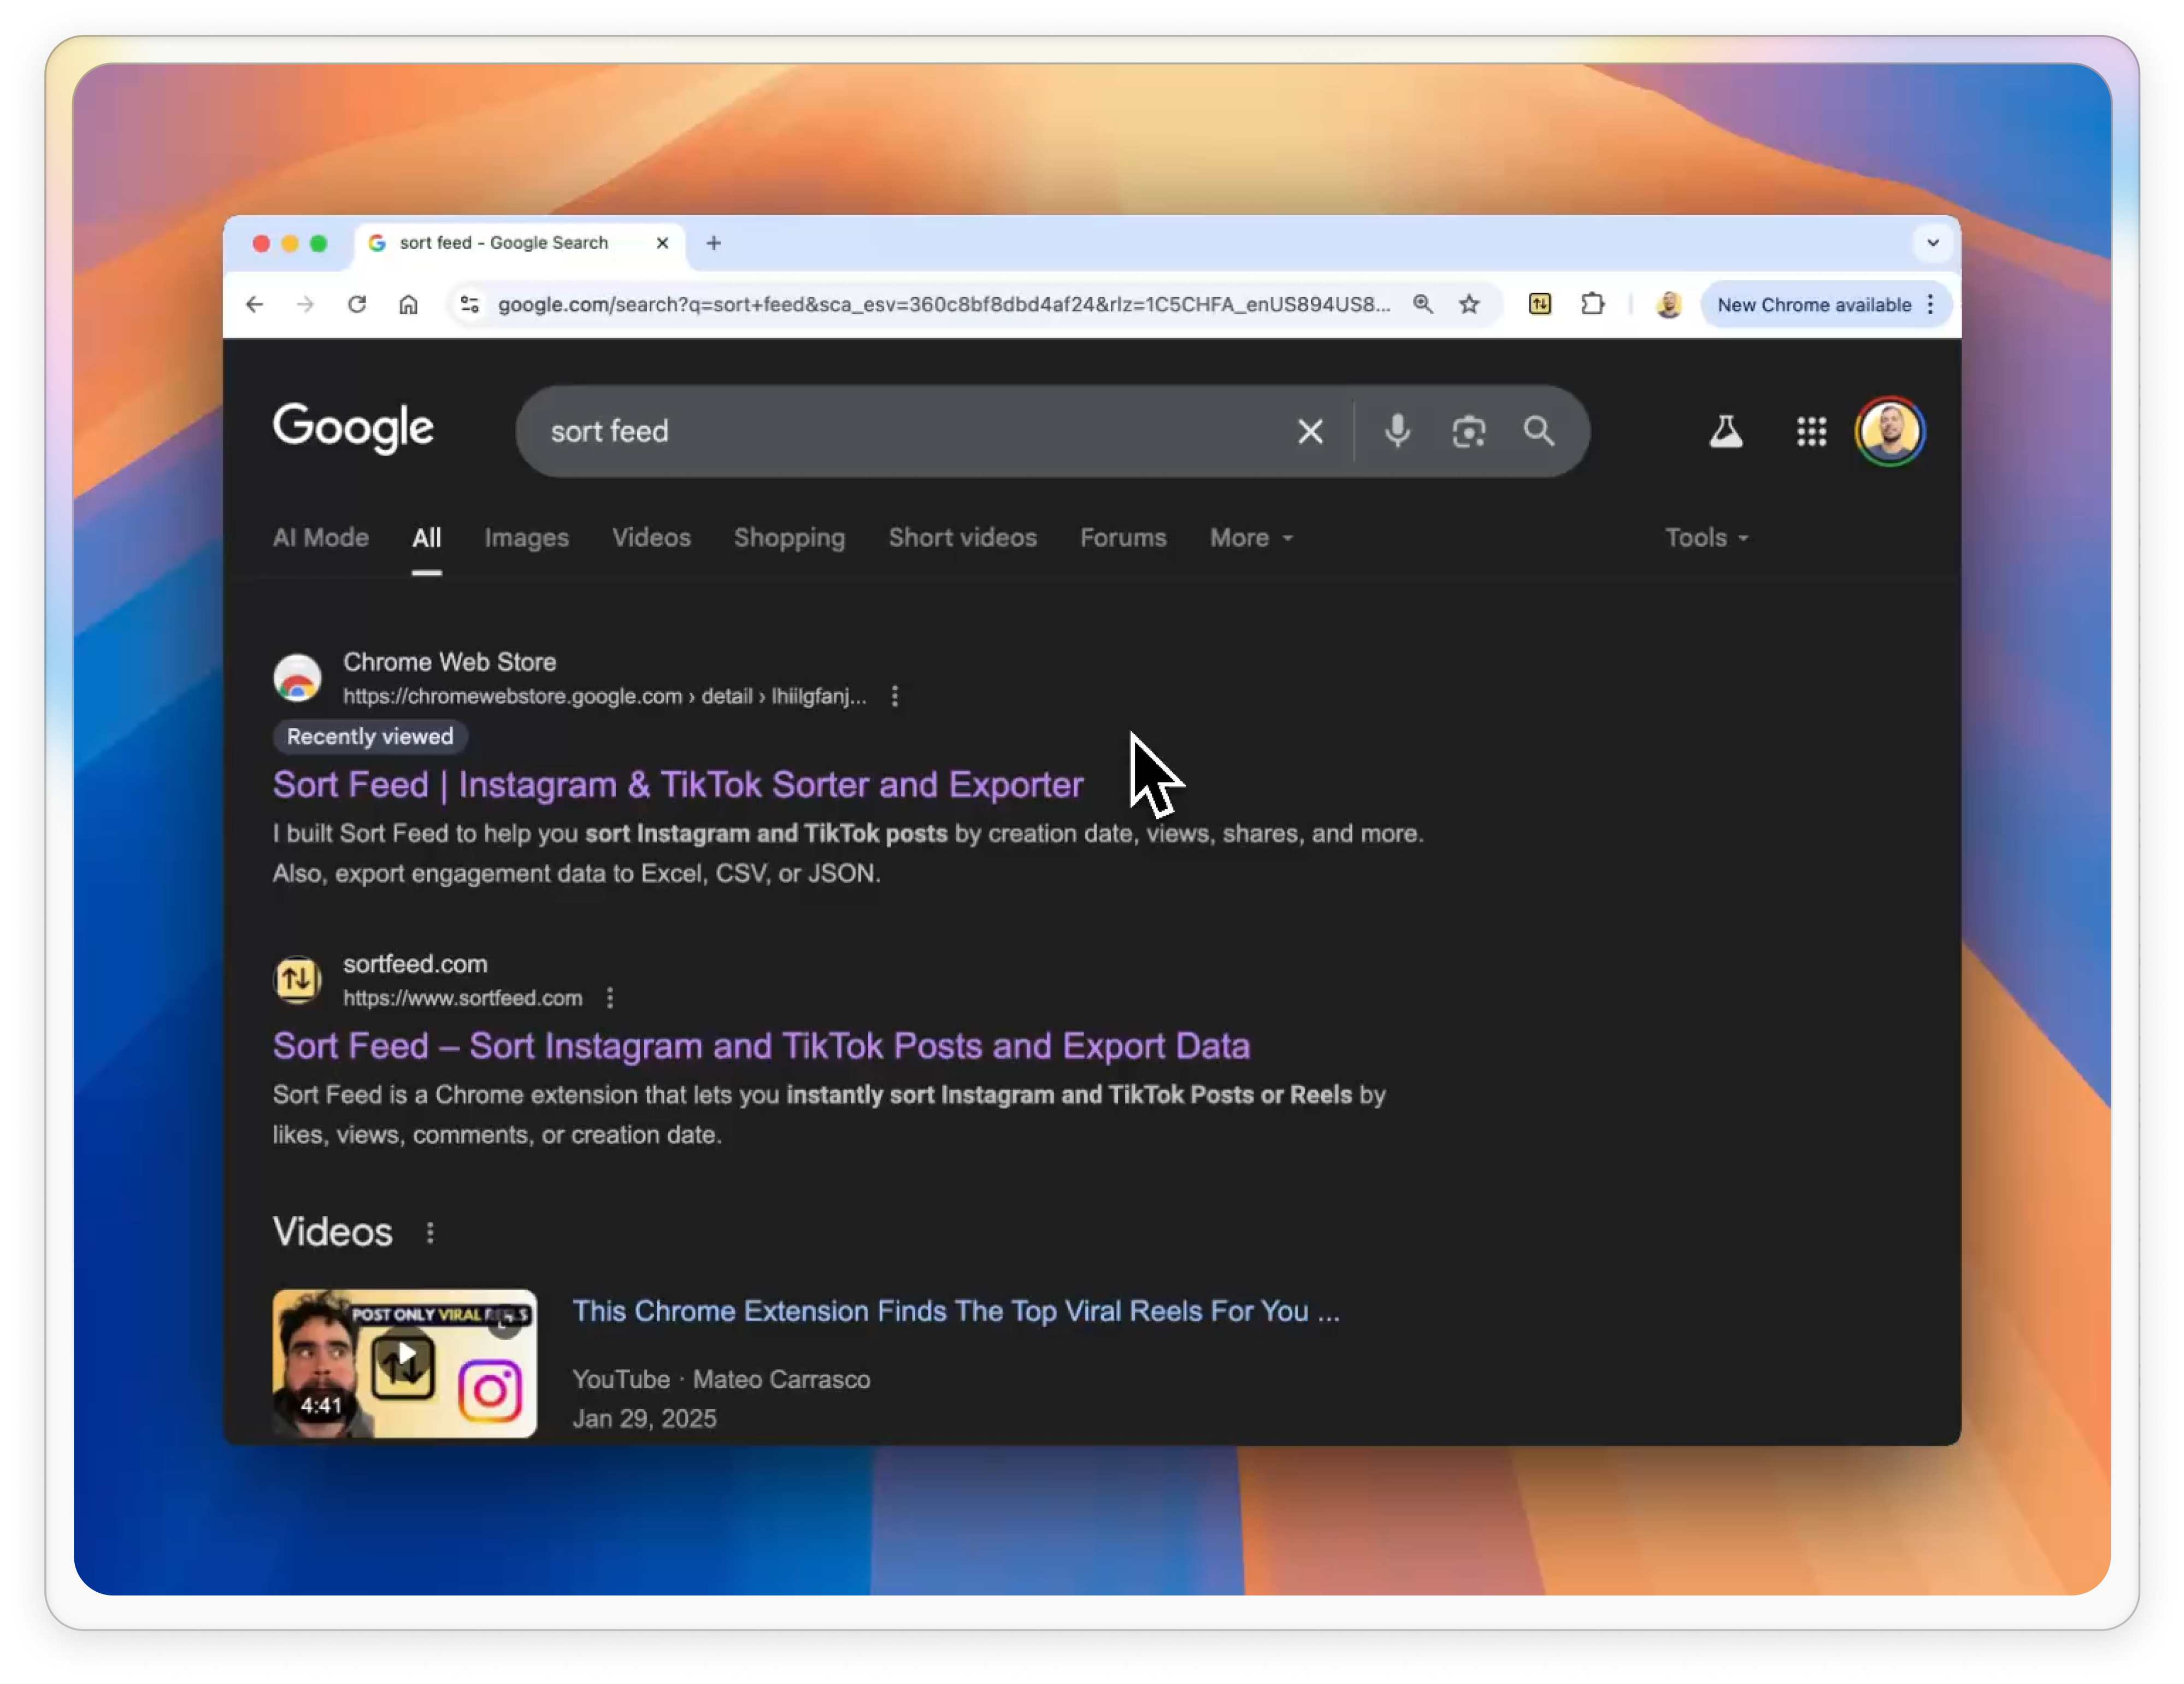 sort feed - Google Search
google.com/search?q=sort+feed&sca_esv=360c8bf8dbd4af24&rlz=1C5CHFA_enUS894US8...
New Chrome available
Google
sort feed
AI Mode All Images Videos Shopping Short videos Forums More Tools
Chrome Web Store
https://chromewebstore.google.com › detail › lhiilgfanj...
Recently viewed
Sort Feed | Instagram & TikTok Sorter and Exporter
I built Sort Feed to help you sort Instagram and TikTok posts by creation date, views, shares, and more.
Also, export engagement data to Excel, CSV, or JSON.
sortfeed.com
https://www.sortfeed.com
Sort Feed – Sort Instagram and TikTok Posts and Export Data
Sort Feed is a Chrome extension that lets you instantly sort Instagram and TikTok Posts or Reels by
likes, views, comments, or creation date.
Videos
POST ONLY VIRAL
4:41
This Chrome Extension Finds The Top Viral Reels For You ...
YouTube · Mateo Carrasco
Jan 29, 2025